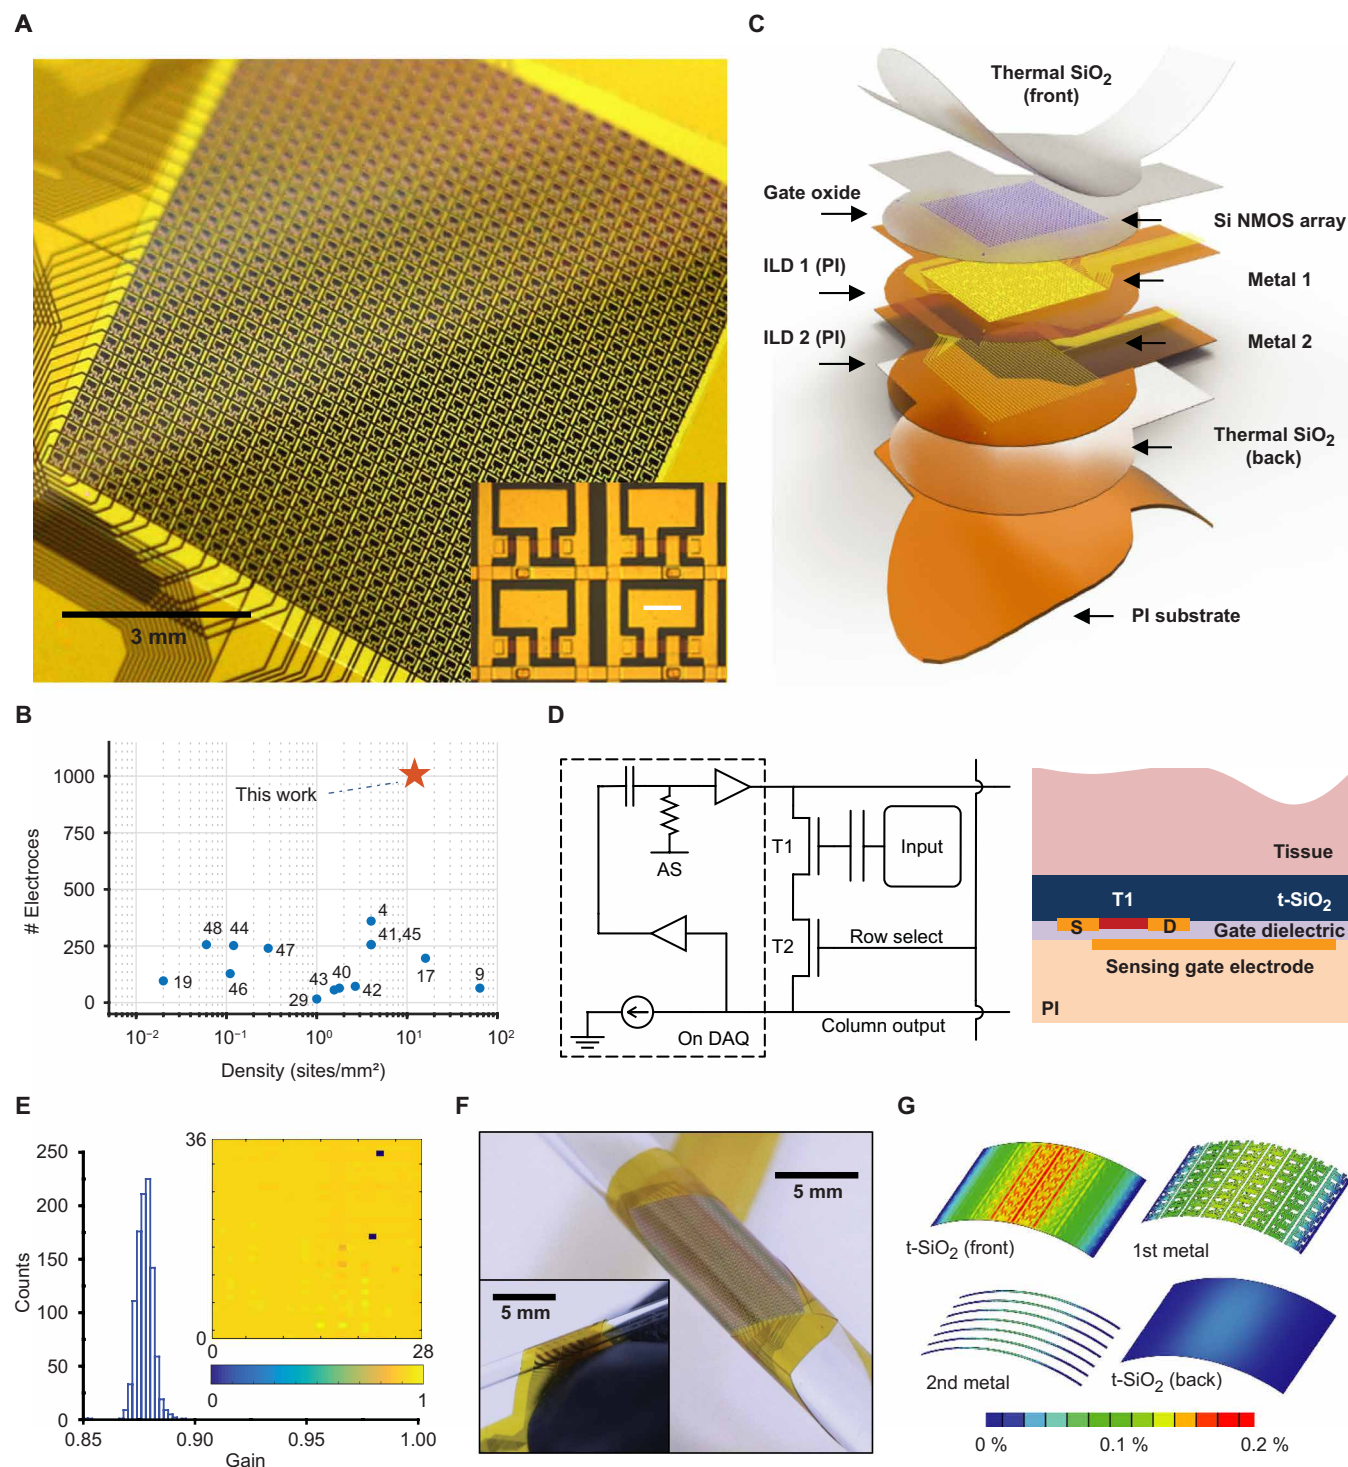 A
3 mm
C
Thermal SiO2
(front)
Gate oxide
Si NMOS array
ILD 1 (PI)
Metal 1
ILD 2 (PI)
Metal 2
Thermal SiO2
(back)
PI substrate
B
# Electroces
1000
750
500
250
0
This work
48
44
47
4
41,45
19
46
29
43
40
42
17
9
10⁻²
10⁻¹
10⁰
10¹
10²
Density (sites/mm²)
D
AS
T1
Input
T2
Row select
Column output
On DAQ
Tissue
T1
t-SiO2
S
D
Gate dielectric
Sensing gate electrode
PI
E
Counts
250
200
150
100
50
0
0.85
0.90
0.95
1.00
Gain
36
0
0
28
0
1
F
5 mm
5 mm
G
t-SiO2 (front)
1st metal
2nd metal
t-SiO2 (back)
0 %
0.1 %
0.2 %